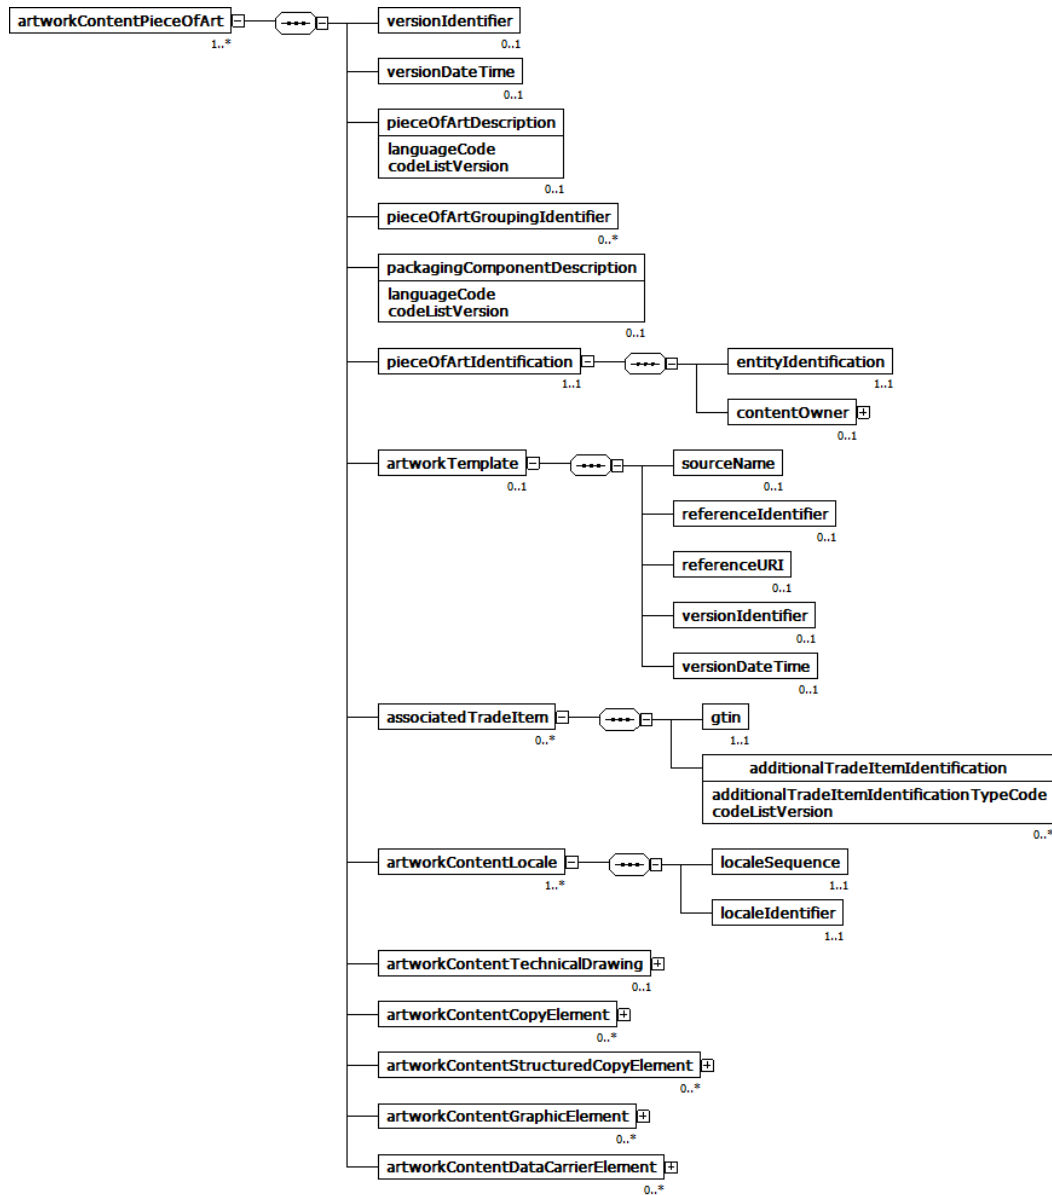 artworkContentPieceOfArt
1..*
versionIdentifier
0..1
versionDateTime
0..1
pieceOfArtDescription
languageCode
codeListVersion
0..1
pieceOfArtGroupingIdentifier
0..*
packagingComponentDescription
languageCode
codeListVersion
0..1
pieceOfArtIdentification
1..1
entityIdentification
1..1
contentOwner
0..1
artworkTemplate
0..1
sourceName
0..1
referenceIdentifier
0..1
referenceURI
0..1
versionIdentifier
0..1
versionDateTime
0..1
associatedTradeItem
0..*
gtin
1..1
additionalTradeItemIdentification
additionalTradeItemIdentificationTypeCode
codeListVersion
0..*
artworkContentLocale
1..*
localeSequence
1..1
localeIdentifier
1..1
artworkContentTechnicalDrawing
0..1
artworkContentCopyElement
0..*
artworkContentStructuredCopyElement
0..*
artworkContentGraphicElement
0..*
artworkContentDataCarrierElement
0..*